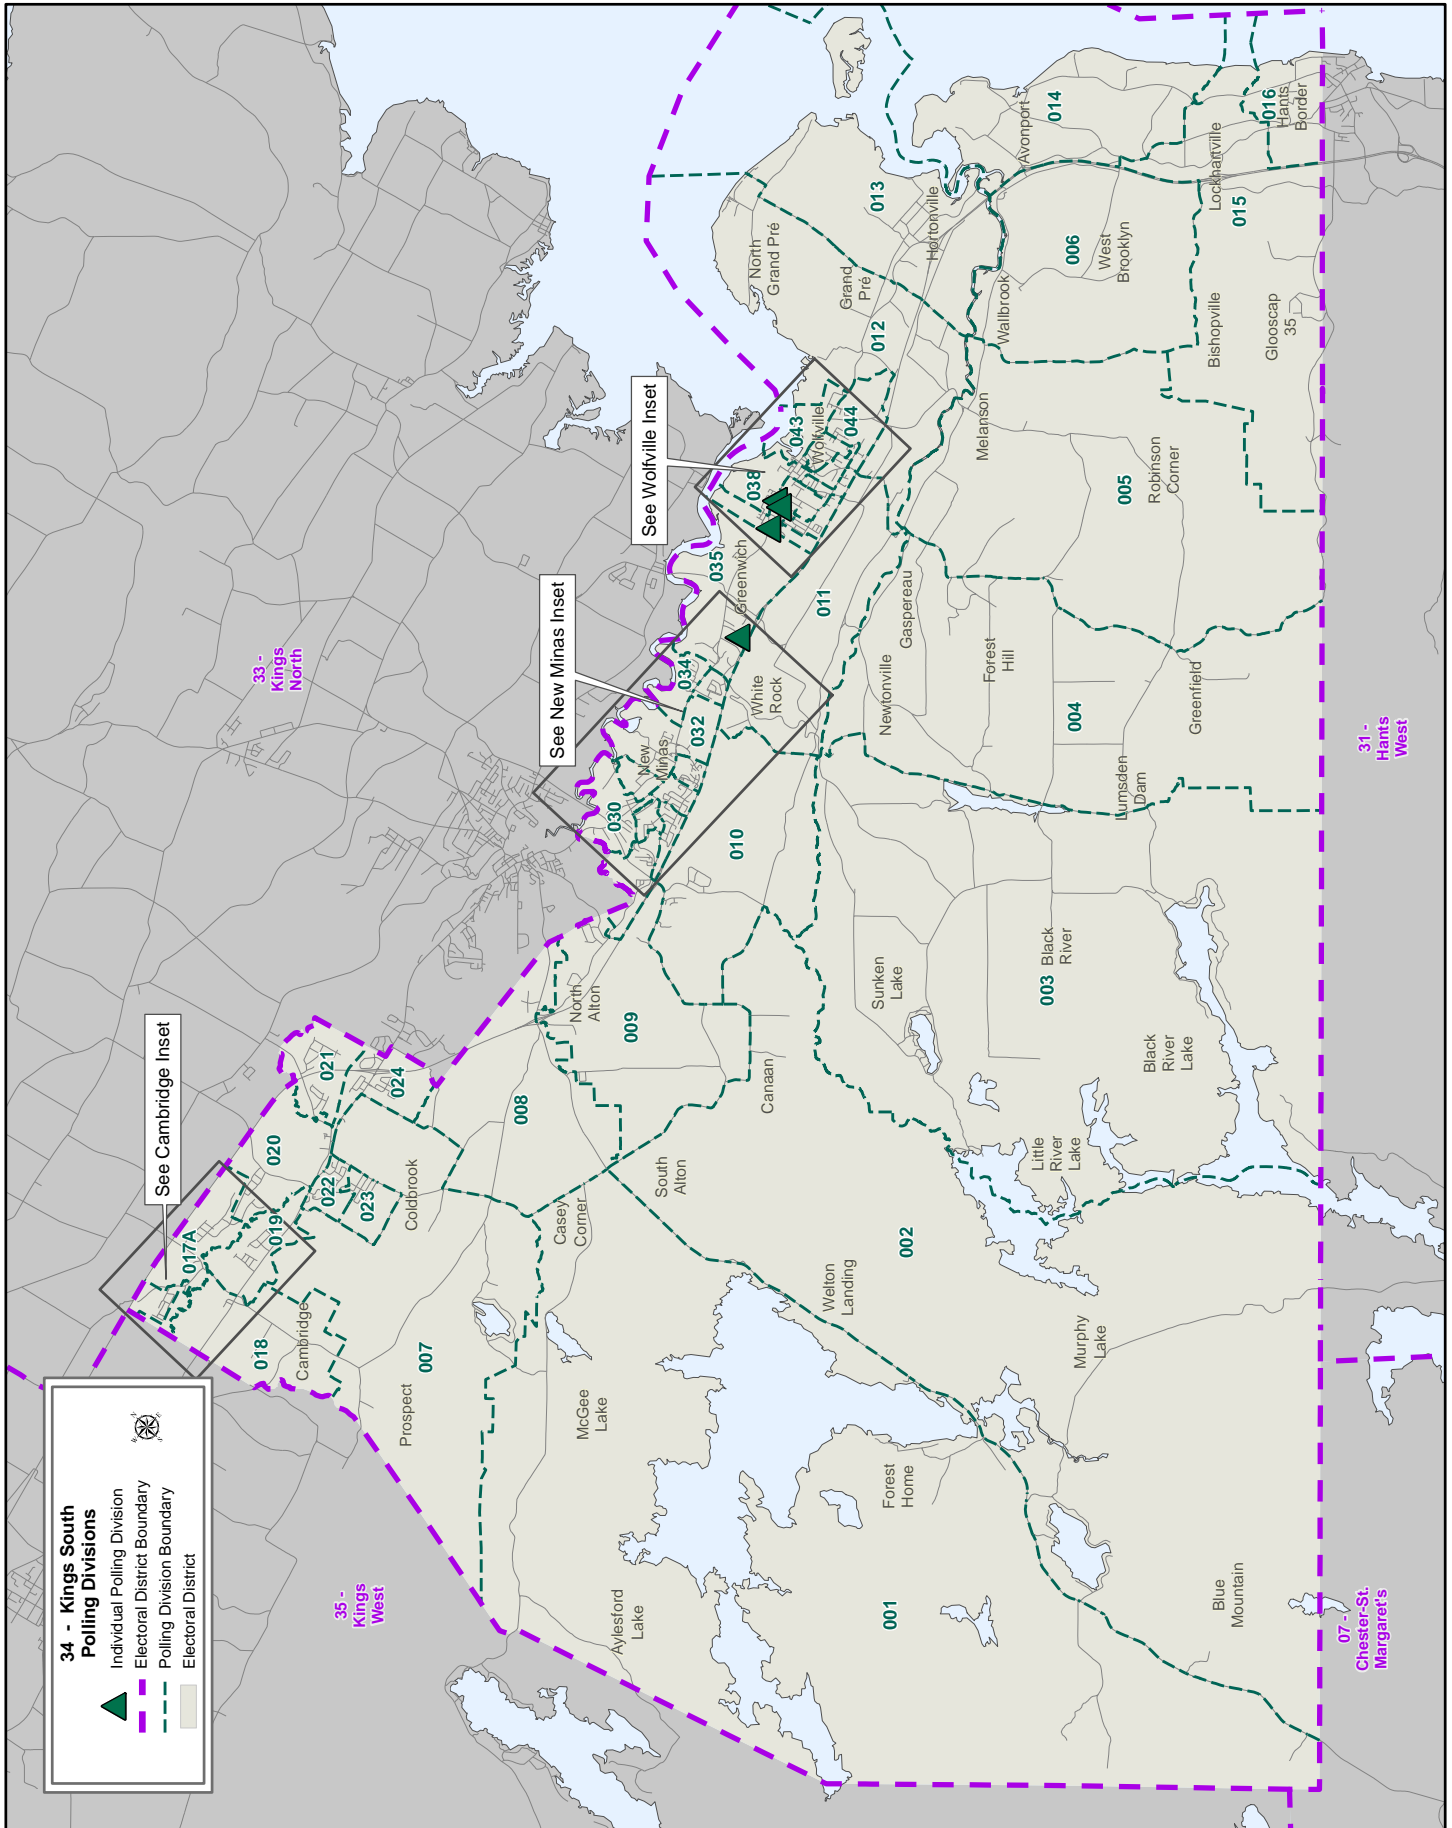 34 - Kings South
Polling Divisions
Individual Polling Division
Electoral District Boundary
Polling Division Boundary
Electoral District
See Cambridge Inset
See New Minas Inset
See Wolfville Inset
33 -
Kings
North
35 -
Kings
West
31 -
Hants
West
07 -
Chester-St.
Margaret's
017A
018
019
020
021
022
023
024
Cambridge
Coldbrook
Prospect
007
008
McGee
Lake
Casey
Corner
South
Alton
North
Alton
009
Canaan
Aylesford
Lake
001
Forest
Home
Welton
Landing
002
Murphy
Lake
Blue
Mountain
Little
River
Lake
Black
River
Lake
003
Black
River
Sunken
Lake
010
030
New
Minas
032
034
White
Rock
035
Greenwich
011
Newtonville
Gaspereau
Forest
Hill
004
Lumsden
Dam
Greenfield
038
043
Wolfville
044
012
Melanson
005
Robinson
Corner
North
Grand Pré
Grand
Pré
013
Hortonville
Wallbrook
006
West
Brooklyn
Avonport
014
Bishopville
Lockhartville
015
Glooscap
35
016
Hants
Border